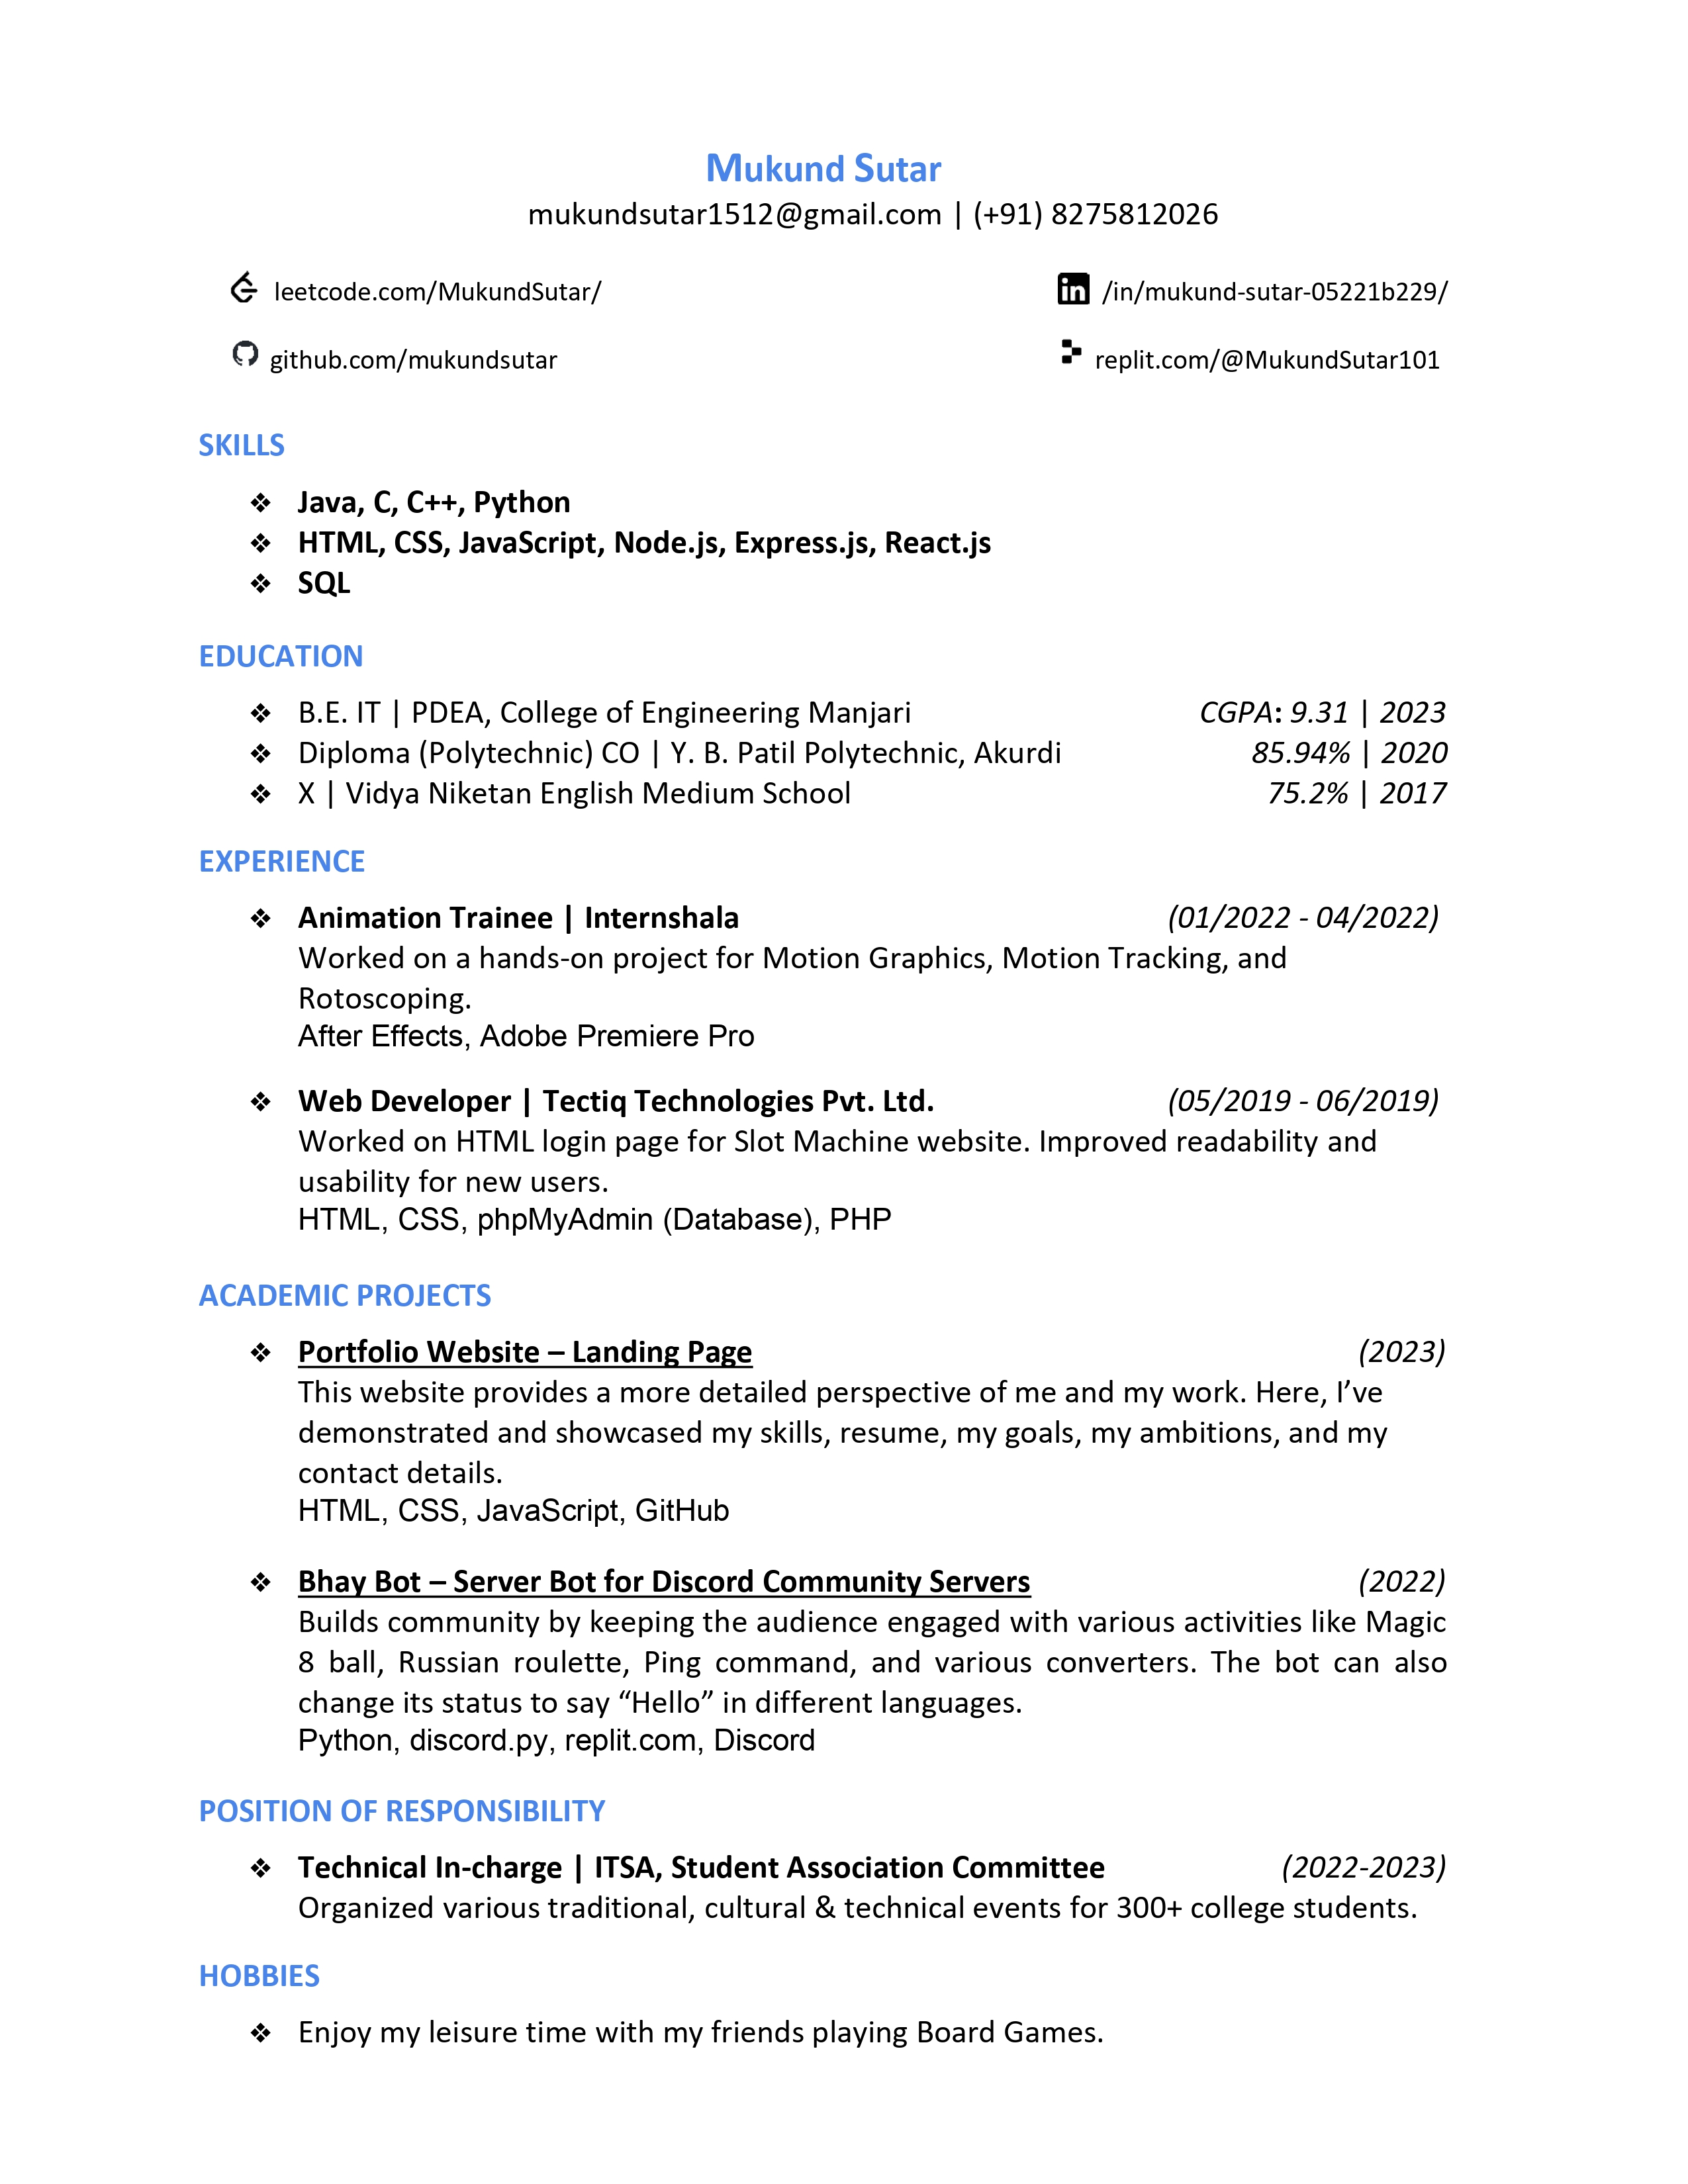 Mukund Sutar
mukundsutar1512@gmail.com | (+91) 8275812026
leetcode.com/MukundSutar/ /in/mukund-sutar-05221b229/
github.com/mukundsutar replit.com/@MukundSutar101
SKILLS
❖ Java, C, C++, Python
❖ HTML, CSS, JavaScript, Node.js, Express.js, React.js
❖ SQL
EDUCATION
❖ B.E. IT | PDEA, College of Engineering Manjari CGPA: 9.31 | 2023
❖ Diploma (Polytechnic) CO | Y. B. Patil Polytechnic, Akurdi 85.94% | 2020
❖ X | Vidya Niketan English Medium School 75.2% | 2017
EXPERIENCE
❖ Animation Trainee | Internshala (01/2022 - 04/2022)
Worked on a hands-on project for Motion Graphics, Motion Tracking, and
Rotoscoping.
After Effects, Adobe Premiere Pro
❖ Web Developer | Tectiq Technologies Pvt. Ltd. (05/2019 - 06/2019)
Worked on HTML login page for Slot Machine website. Improved readability and
usability for new users.
HTML, CSS, phpMyAdmin (Database), PHP
ACADEMIC PROJECTS
❖ Portfolio Website – Landing Page (2023)
This website provides a more detailed perspective of me and my work. Here, I’ve
demonstrated and showcased my skills, resume, my goals, my ambitions, and my
contact details.
HTML, CSS, JavaScript, GitHub
❖ Bhay Bot – Server Bot for Discord Community Servers (2022)
Builds community by keeping the audience engaged with various activities like Magic
8 ball, Russian roulette, Ping command, and various converters. The bot can also
change its status to say “Hello” in different languages.
Python, discord.py, replit.com, Discord
POSITION OF RESPONSIBILITY
❖ Technical In-charge | ITSA, Student Association Committee (2022-2023)
Organized various traditional, cultural & technical events for 300+ college students.
HOBBIES
❖ Enjoy my leisure time with my friends playing Board Games.